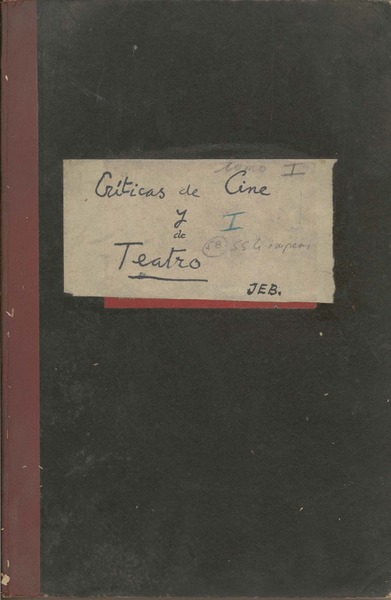 tomo I
Críticas de Cine
y I
de
Teatro
JEB.